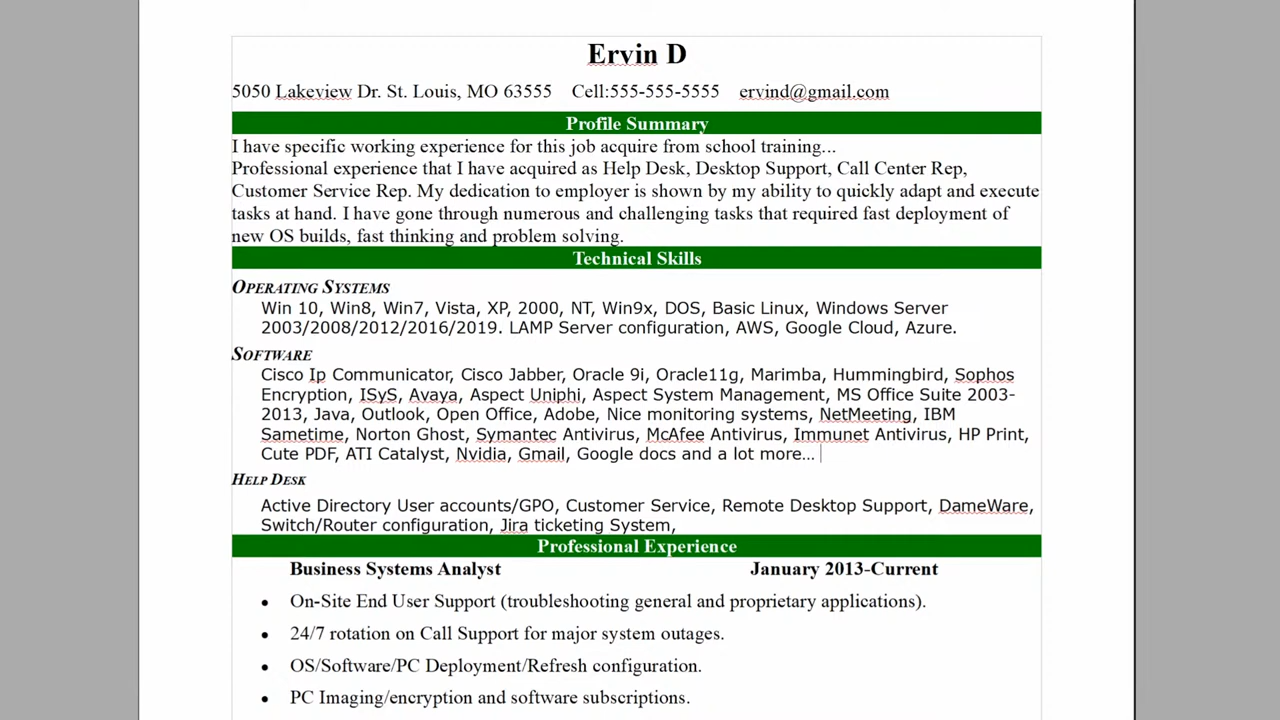 Ervin D
5050 Lakeview Dr. St. Louis, MO 63555 Cell:555-555-5555 ervind@gmail.com
Profile Summary
I have specific working experience for this job acquire from school training...
Professional experience that I have acquired as Help Desk, Desktop Support, Call Center Rep,
Customer Service Rep. My dedication to employer is shown by my ability to quickly adapt and execute
tasks at hand. I have gone through numerous and challenging tasks that required fast deployment of
new OS builds, fast thinking and problem solving.
Technical Skills
OPERATING SYSTEMS
Win 10, Win8, Win7, Vista, XP, 2000, NT, Win9x, DOS, Basic Linux, Windows Server
2003/2008/2012/2016/2019. LAMP Server configuration, AWS, Google Cloud, Azure.
SOFTWARE
Cisco Ip Communicator, Cisco Jabber, Oracle 9i, Oracle11g, Marimba, Hummingbird, Sophos
Encryption, ISyS, Avaya, Aspect Uniphi, Aspect System Management, MS Office Suite 2003-
2013, Java, Outlook, Open Office, Adobe, Nice monitoring systems, NetMeeting, IBM
Sametime, Norton Ghost, Symantec Antivirus, McAfee Antivirus, Immunet Antivirus, HP Print,
Cute PDF, ATI Catalyst, Nvidia, Gmail, Google docs and a lot more...
HELP DESK
Active Directory User accounts/GPO, Customer Service, Remote Desktop Support, DameWare,
Switch/Router configuration, Jira ticketing System,
Professional Experience
Business Systems Analyst January 2013-Current
• On-Site End User Support (troubleshooting general and proprietary applications).
• 24/7 rotation on Call Support for major system outages.
• OS/Software/PC Deployment/Refresh configuration.
• PC Imaging/encryption and software subscriptions.